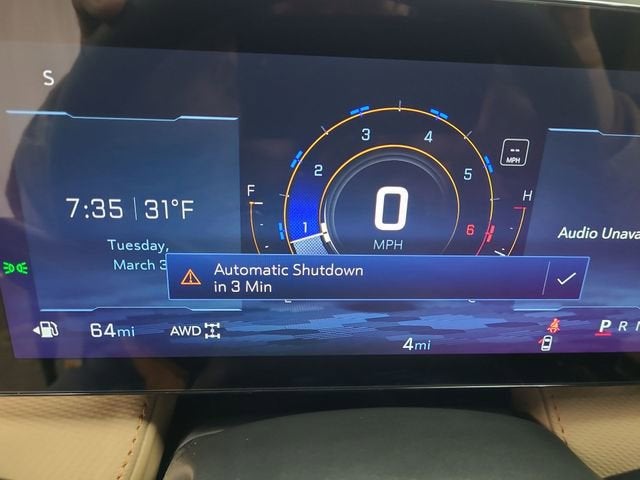 S
3
4
2
5
1
6
F
H
--
MPH
0
MPH
7:35 31°F
Tuesday,
March 3
Audio Unava
Automatic Shutdown
in 3 Min
64mi
AWD
4mi
P R